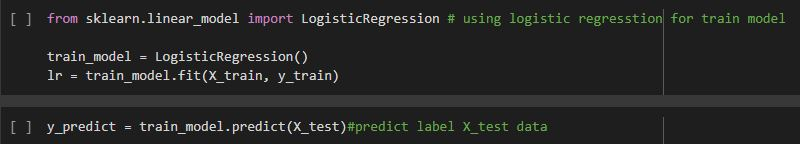 [ ] from sklearn.linear_model import LogisticRegression # using logistic regresstion for train model
train_model = LogisticRegression()
lr = train_model.fit(X_train, y_train)
[ ] y_predict = train_model.predict(X_test)#predict label X_test data